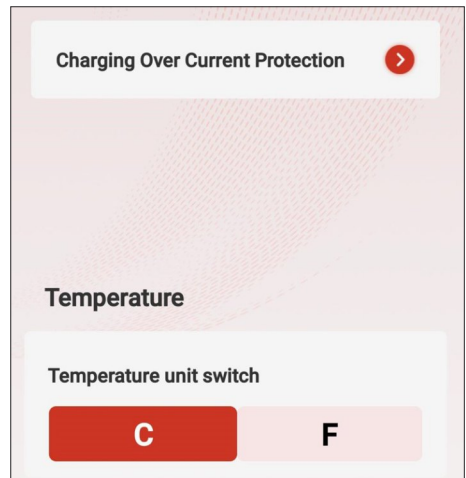 Charging Over Current Protection
Temperature
Temperature unit switch
C F